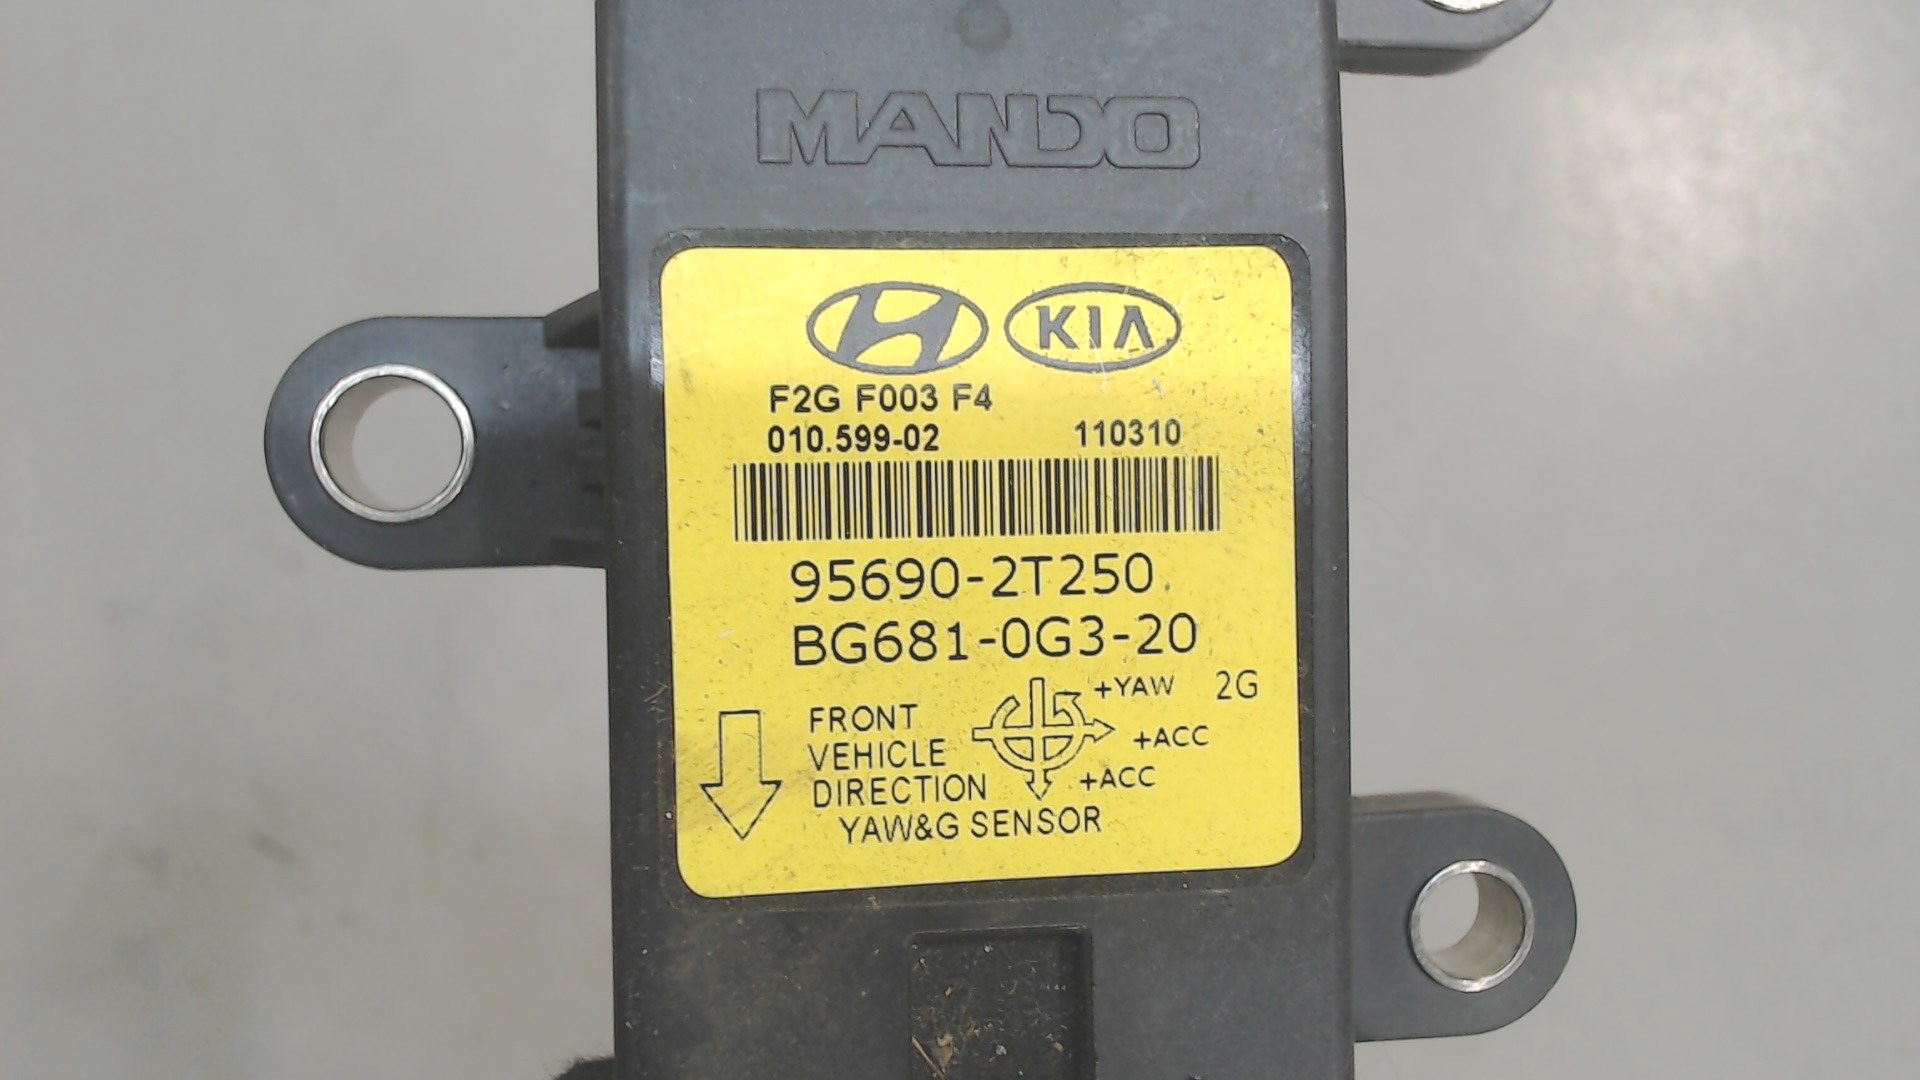 MANDO
KIA
F2G F003 F4
010.599-02 110310
95690-2T250
BG681-0G3-20
+YAW 2G
+ACC
+ACC
FRONT
VEHICLE
DIRECTION
YAW&G SENSOR